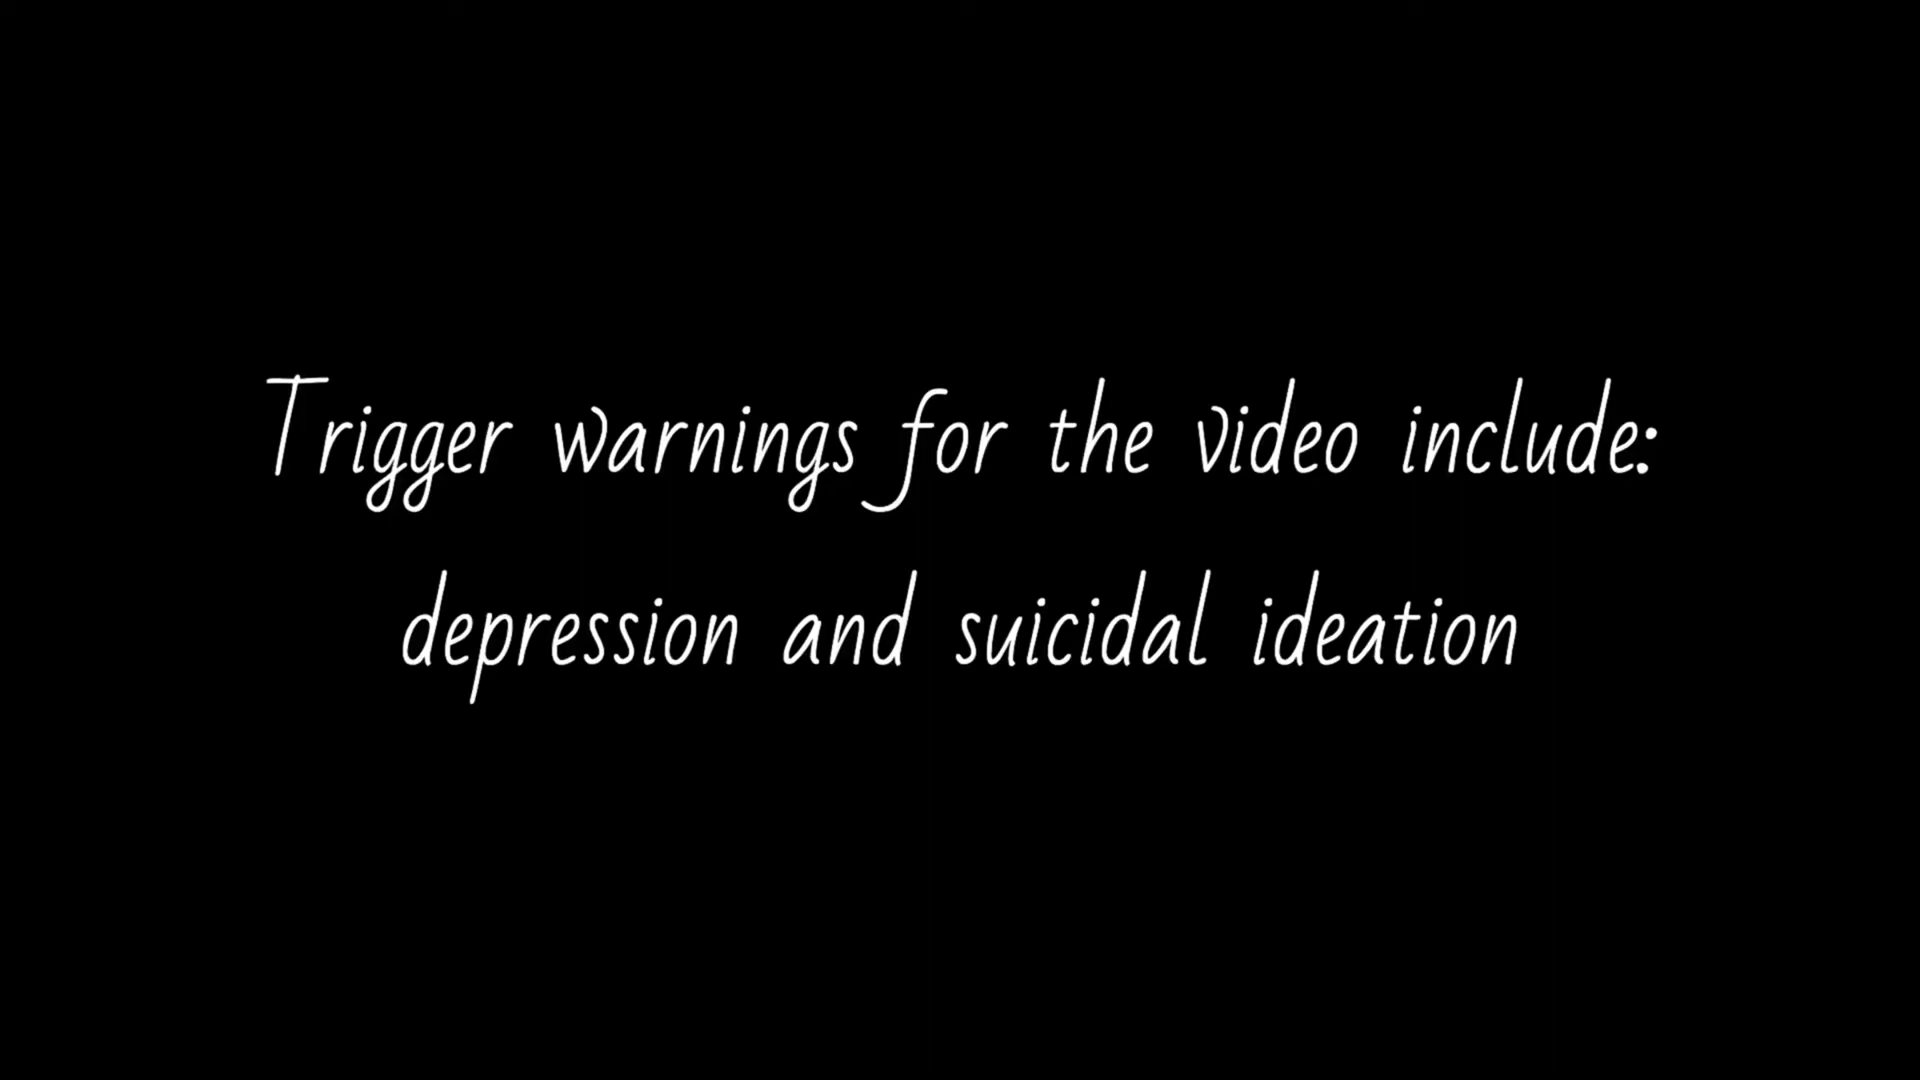 Trigger warnings for the video include:
depression and suicidal ideation